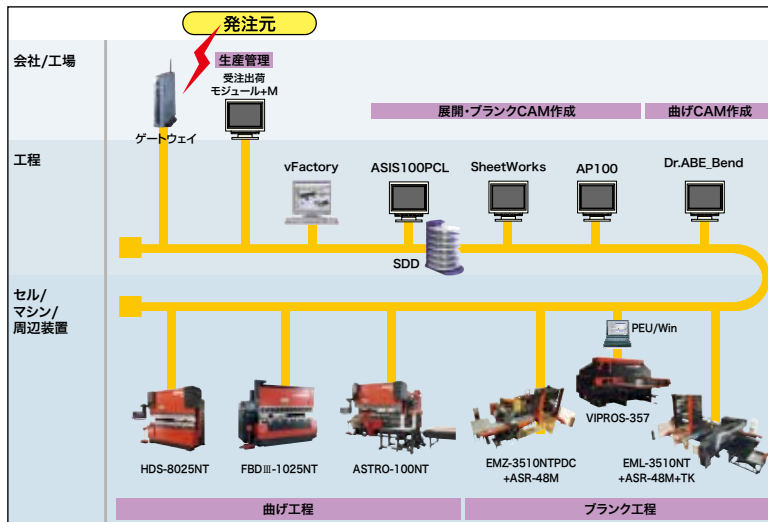 発注元
会社/工場
生産管理
受注出荷
モジュール+M
ゲートウェイ
展開・ブランクCAM作成
曲げCAM作成
工程
vFactory
ASIS100PCL
SheetWorks
AP100
Dr.ABE_Bend
SDD
セル/
マシン/
周辺装置
PEU/Win
HDS-8025NT
FBDⅢ-1025NT
ASTRO-100NT
EMZ-3510NTPDC
+ASR-48M
VIPROS-357
EML-3510NT
+ASR-48M+TK
曲げ工程
ブランク工程